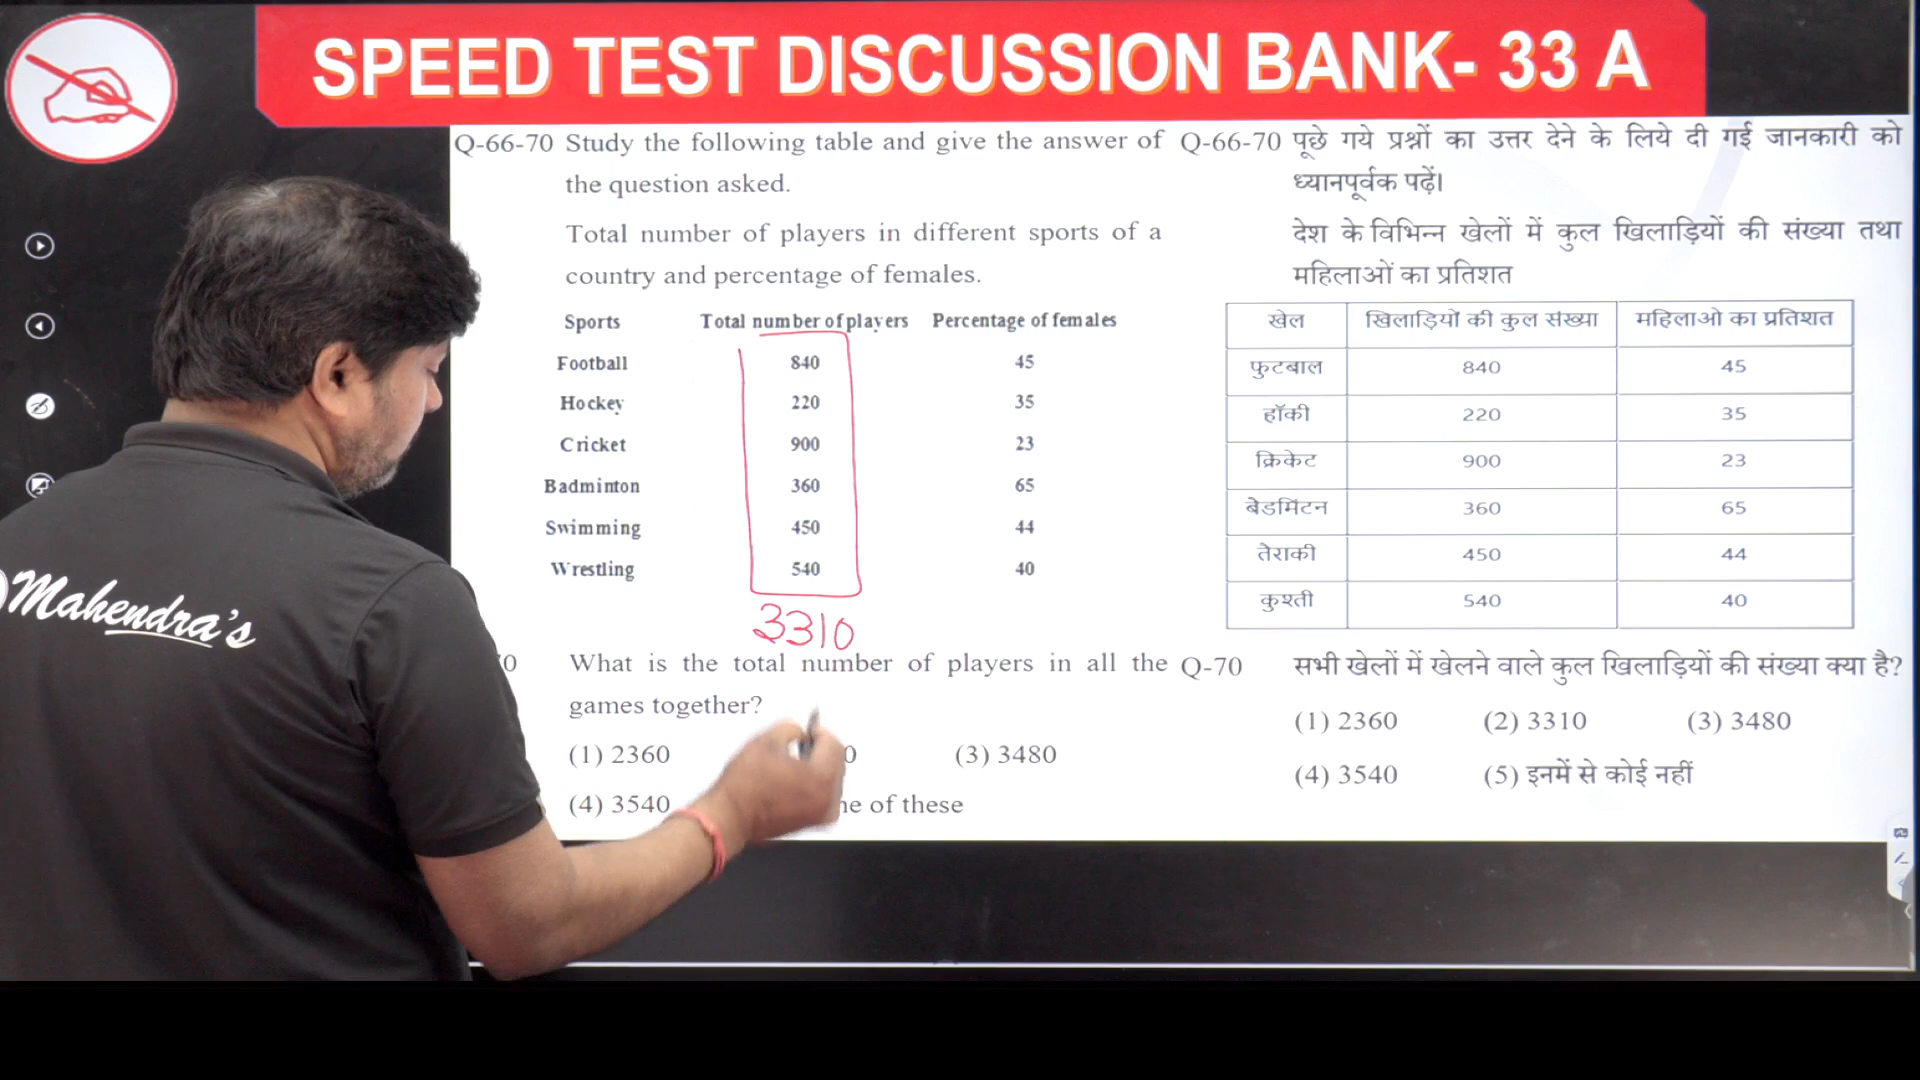 SPEED TEST DISCUSSION BANK- 33 A
Q-66-70 Study the following table and give the answer of the question asked.
Total number of players in different sports of a country and percentage of females.
Sports Total number of players Percentage of females
Football 840 45
Hockey 220 35
Cricket 900 23
Badminton 360 65
Swimming 450 44
Wrestling 540 40
3310
0 What is the total number of players in all the games together?
(1) 2360 0 (3) 3480
(4) 3540 of these
Q-66-70 पूछे गये प्रश्नों का उत्तर देने के लिये दी गई जानकारी को ध्यानपूर्वक पढ़ें।
देश के विभिन्न खेलों में कुल खिलाड़ियों की संख्या तथा महिलाओं का प्रतिशत
खेल खिलाड़ियों की कुल संख्या महिलाओ का प्रतिशत
फुटबाल 840 45
हॉकी 220 35
क्रिकेट 900 23
बेडमिंटन 360 65
तेराकी 450 44
कुश्ती 540 40
Q-70 सभी खेलों में खेलने वाले कुल खिलाड़ियों की संख्या क्या है?
(1) 2360 (2) 3310 (3) 3480
(4) 3540 (5) इनमें से कोई नहीं
Mahendra's